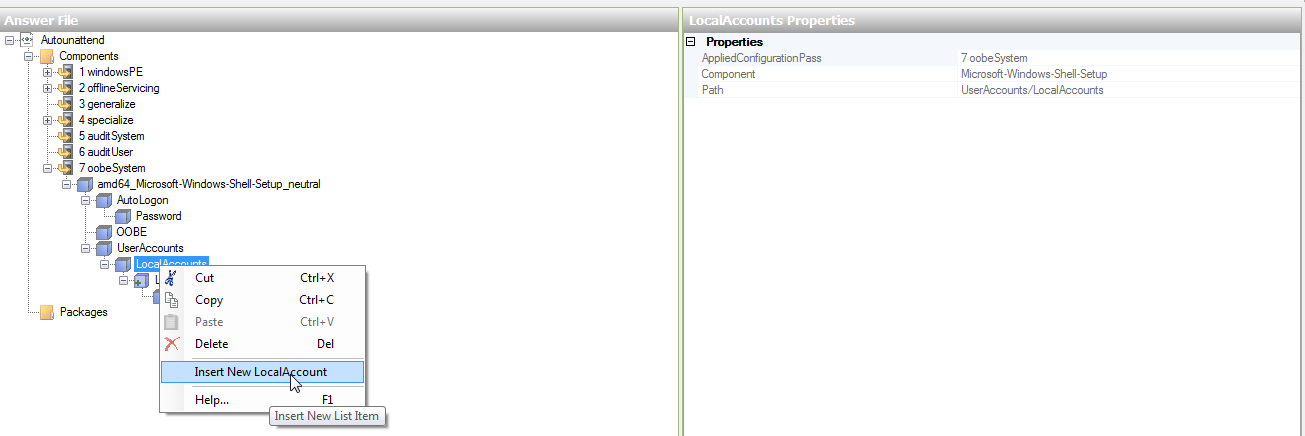 Answer File
Autounattend
Components
1 windowsPE
2 offlineServicing
3 generalize
4 specialize
5 auditSystem
6 auditUser
7 oobeSystem
amd64_Microsoft-Windows-Shell-Setup_neutral
AutoLogon
Password
OOBE
UserAccounts
LocalAccounts
Packages
Cut Ctrl+X
Copy Ctrl+C
Paste Ctrl+V
Delete Del
Insert New LocalAccount
Help... F1
Insert New List Item
LocalAccounts Properties
Properties
AppliedConfigurationPass 7 oobeSystem
Component Microsoft-Windows-Shell-Setup
Path UserAccounts/LocalAccounts